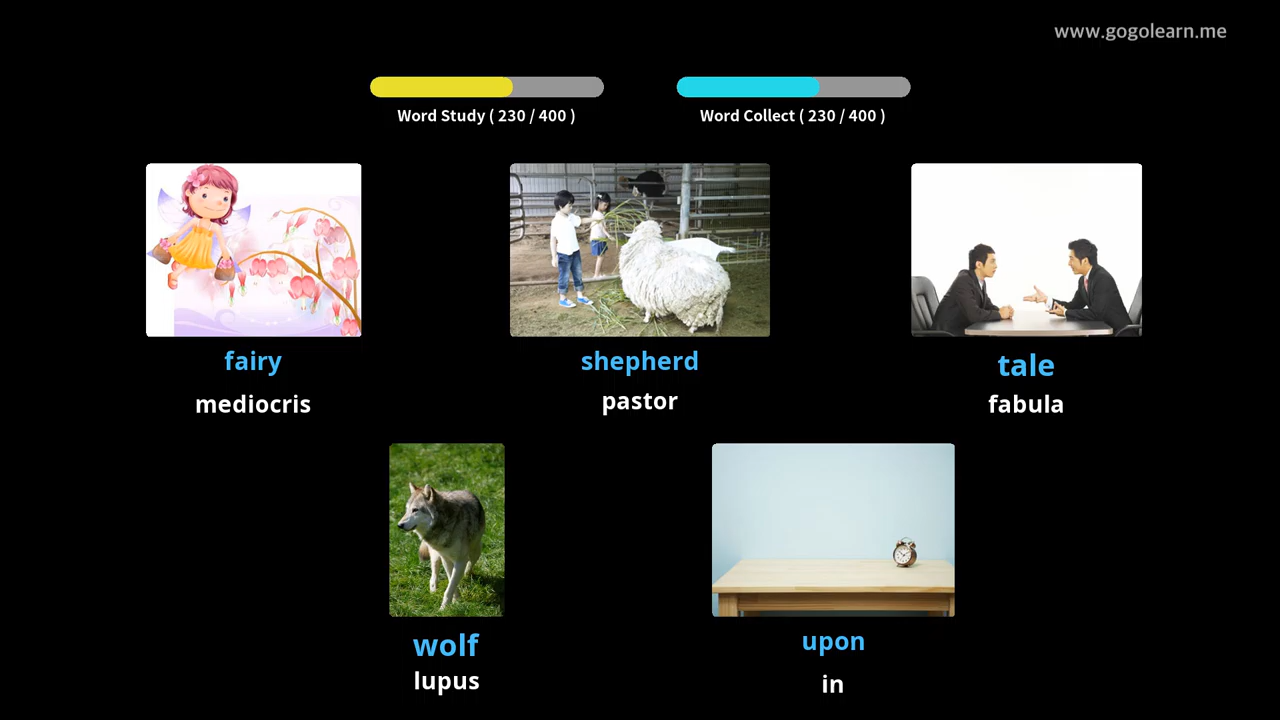 www.gogolearn.me
Word Study ( 230 / 400 )
Word Collect ( 230 / 400 )
fairy
mediocris
shepherd
pastor
tale
fabula
wolf
lupus
upon
in